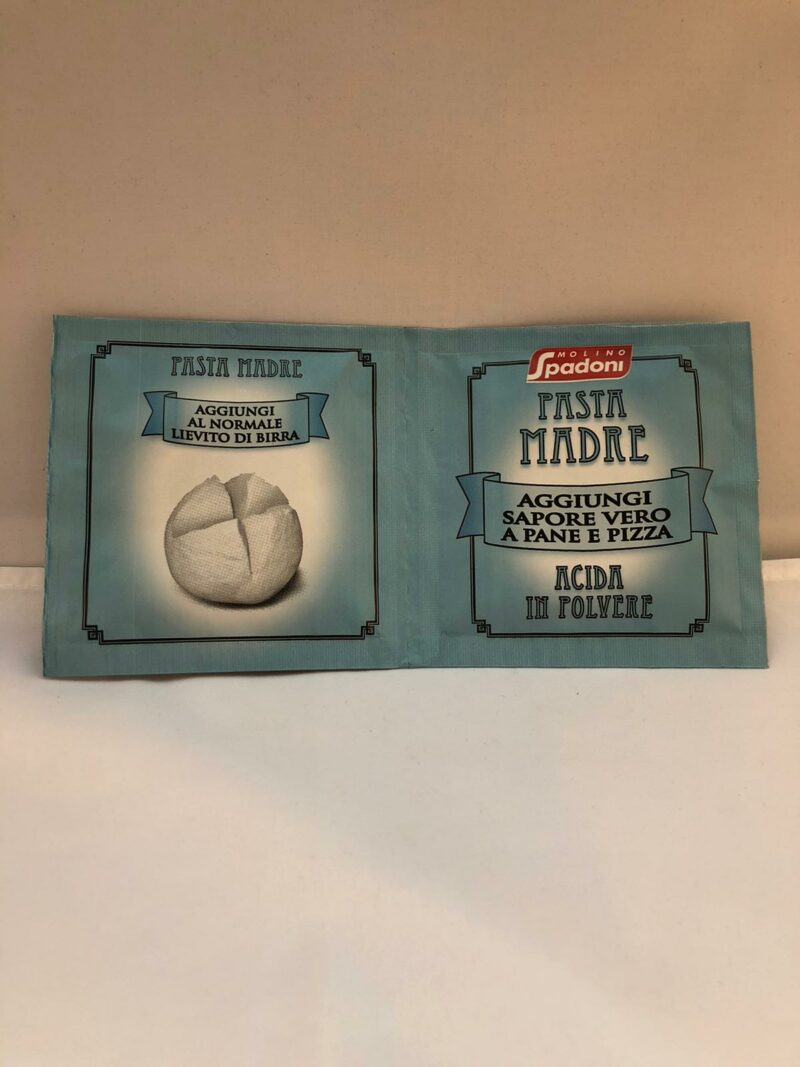 PASTA MADRE
AGGIUNGI
AL NORMALE
LIEVITO DI BIRRA
MOLINO
Spadoni
PASTA
MADRE
AGGIUNGI
SAPORE VERO
A PANE E PIZZA
ACIDA
IN POLVERE